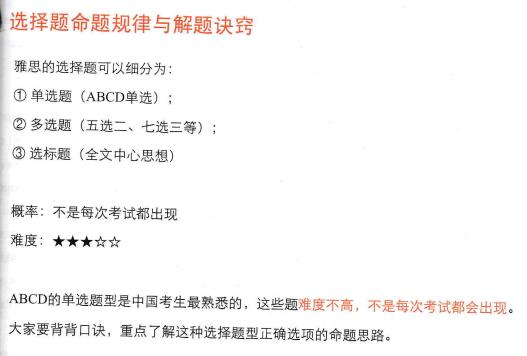 选择题命题规律与解题诀窍
雅思的选择题可以细分为：
① 单选题（ABCD单选）；
② 多选题（五选二、七选三等）；
③ 选标题（全文中心思想）
概率：不是每次考试都出现
难度：★★★☆☆
ABCD的单选题型是中国考生最熟悉的，这些题难度不高，不是每次考试都会出现。
大家要背背口诀，重点了解这种选择题型正确选项的命题思路。